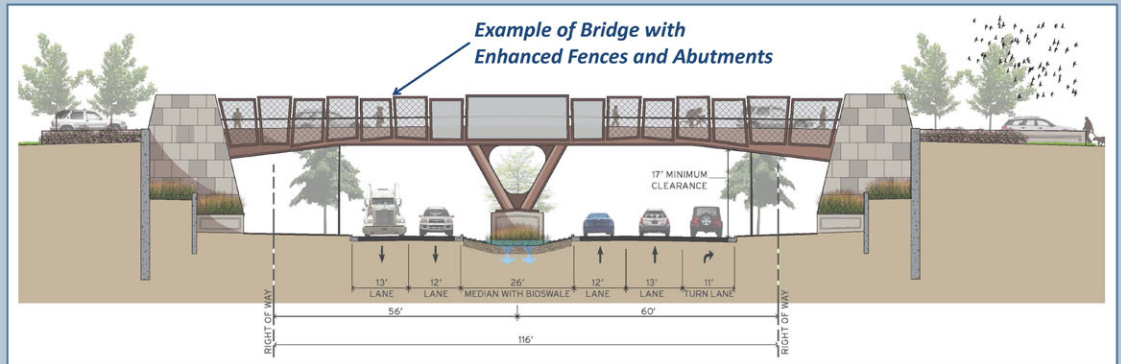 Example of Bridge with
Enhanced Fences and Abutments
17' MINIMUM
CLEARANCE
13'
LANE
12'
LANE
26'
MEDIAN WITH BIOSWALE
12'
LANE
13'
LANE
11'
TURN LANE
56'
60'
116'
RIGHT OF WAY
RIGHT OF WAY